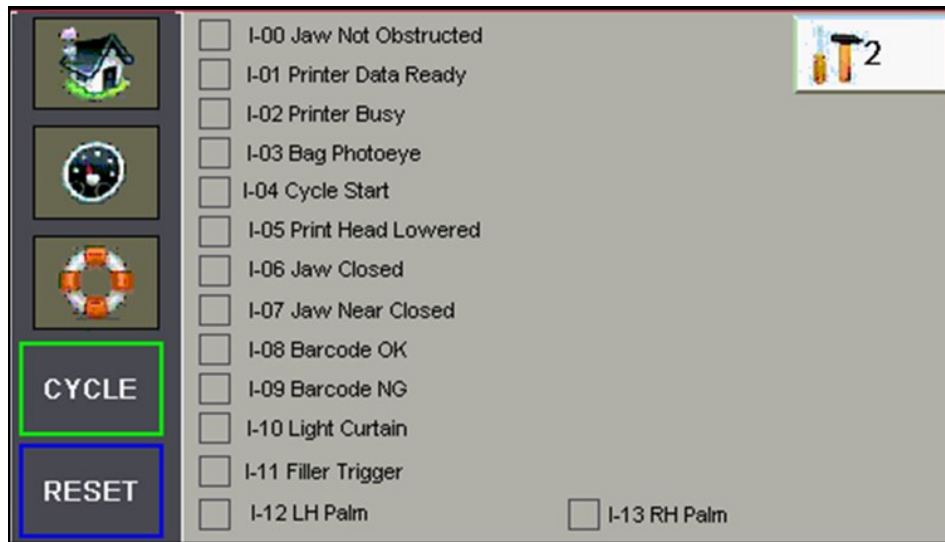 I-00 Jaw Not Obstructed
2
I-01 Printer Data Ready
I-02 Printer Busy
I-03 Bag Photoeye
I-04 Cycle Start
I-05 Print Head Lowered
I-06 Jaw Closed
I-07 Jaw Near Closed
I-08 Barcode OK
CYCLE
I-09 Barcode NG
I-10 Light Curtain
I-11 Filler Trigger
RESET
I-12 LH Palm
I-13 RH Palm